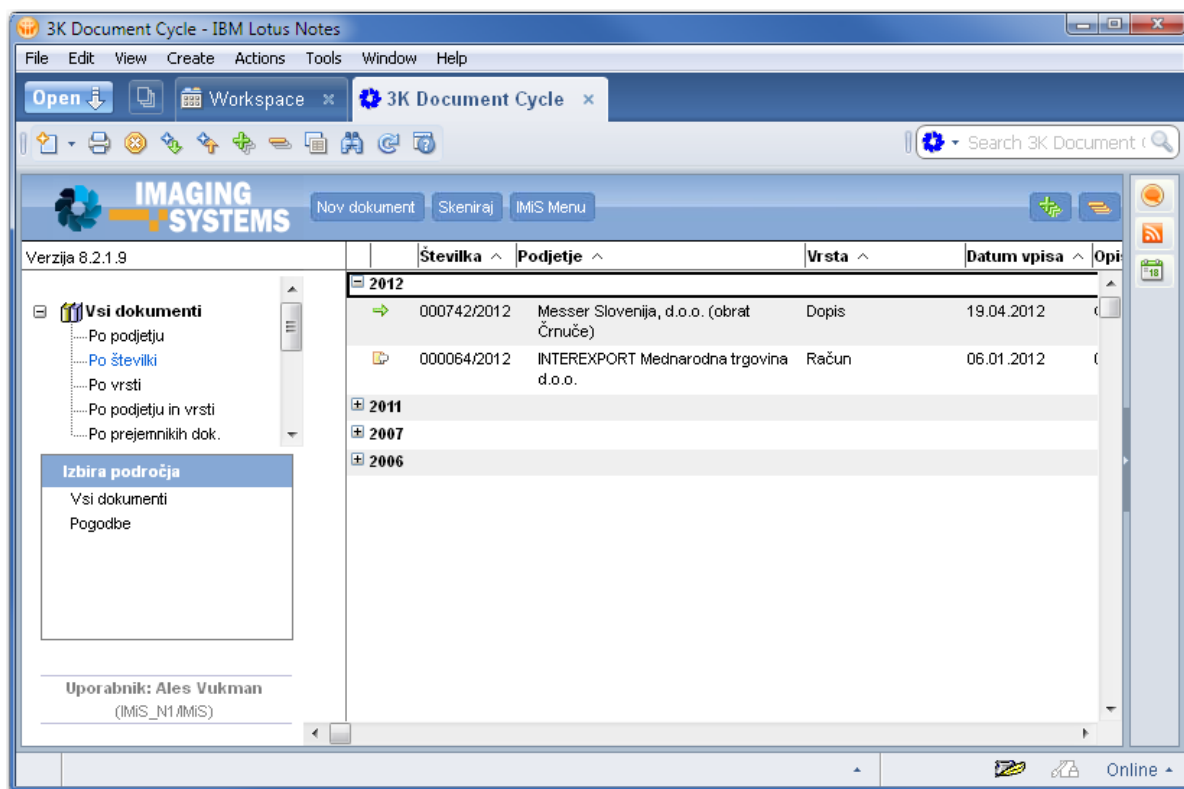 3K Document Cycle - IBM Lotus Notes
File Edit View Create Actions Tools Window Help
Open Workspace 3K Document Cycle
Search 3K Document (
IMAGING SYSTEMS
Nov dokument Skeniraj IMiS Menu
Verzija 8.2.1.9
Vsi dokumenti
Po podjetju
Po številki
Po vrsti
Po podjetju in vrsti
Po prejemnikih dok.
Izbira področja
Vsi dokumenti
Pogodbe
Uporabnik: Ales Vukman
(IMiS_N1/IMiS)
Številka Podjetje Vrsta Datum vpisa Opi
2012
000742/2012 Messer Slovenija, d.o.o. (obrat Dopis 19.04.2012
Črnuče)
000064/2012 INTEREXPORT Mednarodna trgovina Račun 06.01.2012
d.o.o.
2011
2007
2006
18
Online